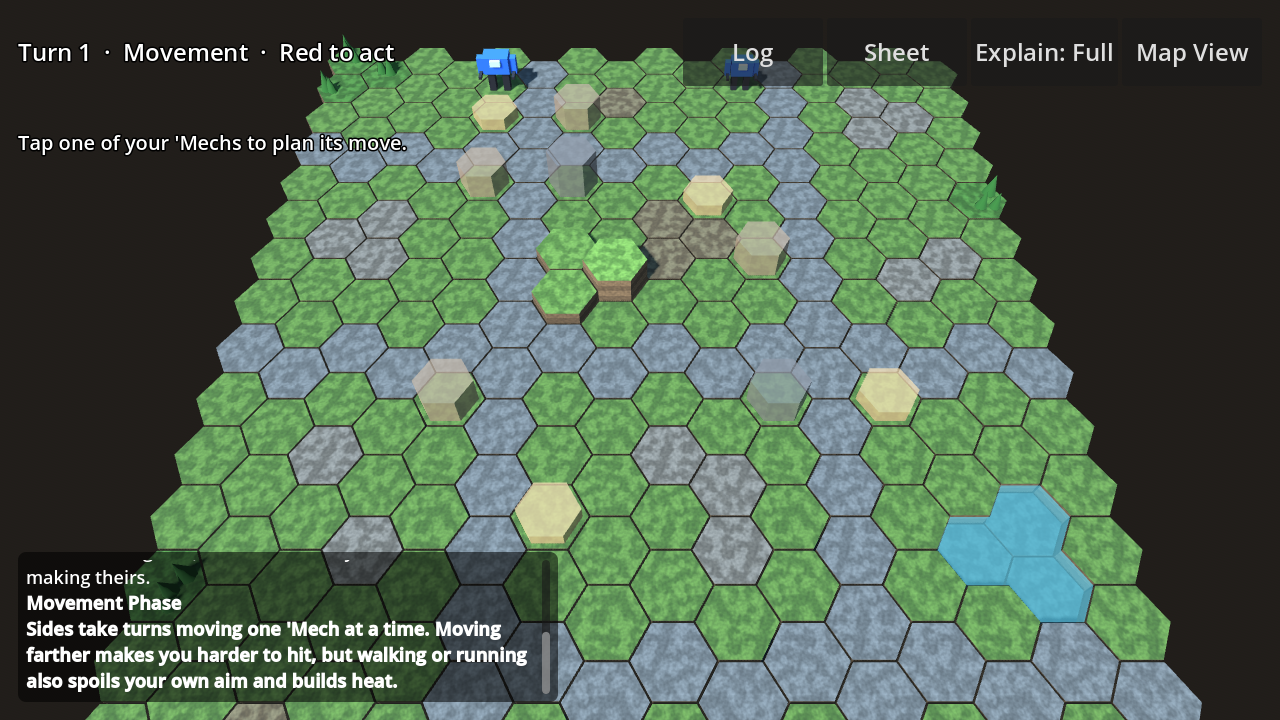 Turn 1 · Movement · Red to act
Log
Sheet
Explain: Full
Map View
Tap one of your 'Mechs to plan its move.
making theirs.
Movement Phase
Sides take turns moving one 'Mech at a time. Moving
farther makes you harder to hit, but walking or running
also spoils your own aim and builds heat.